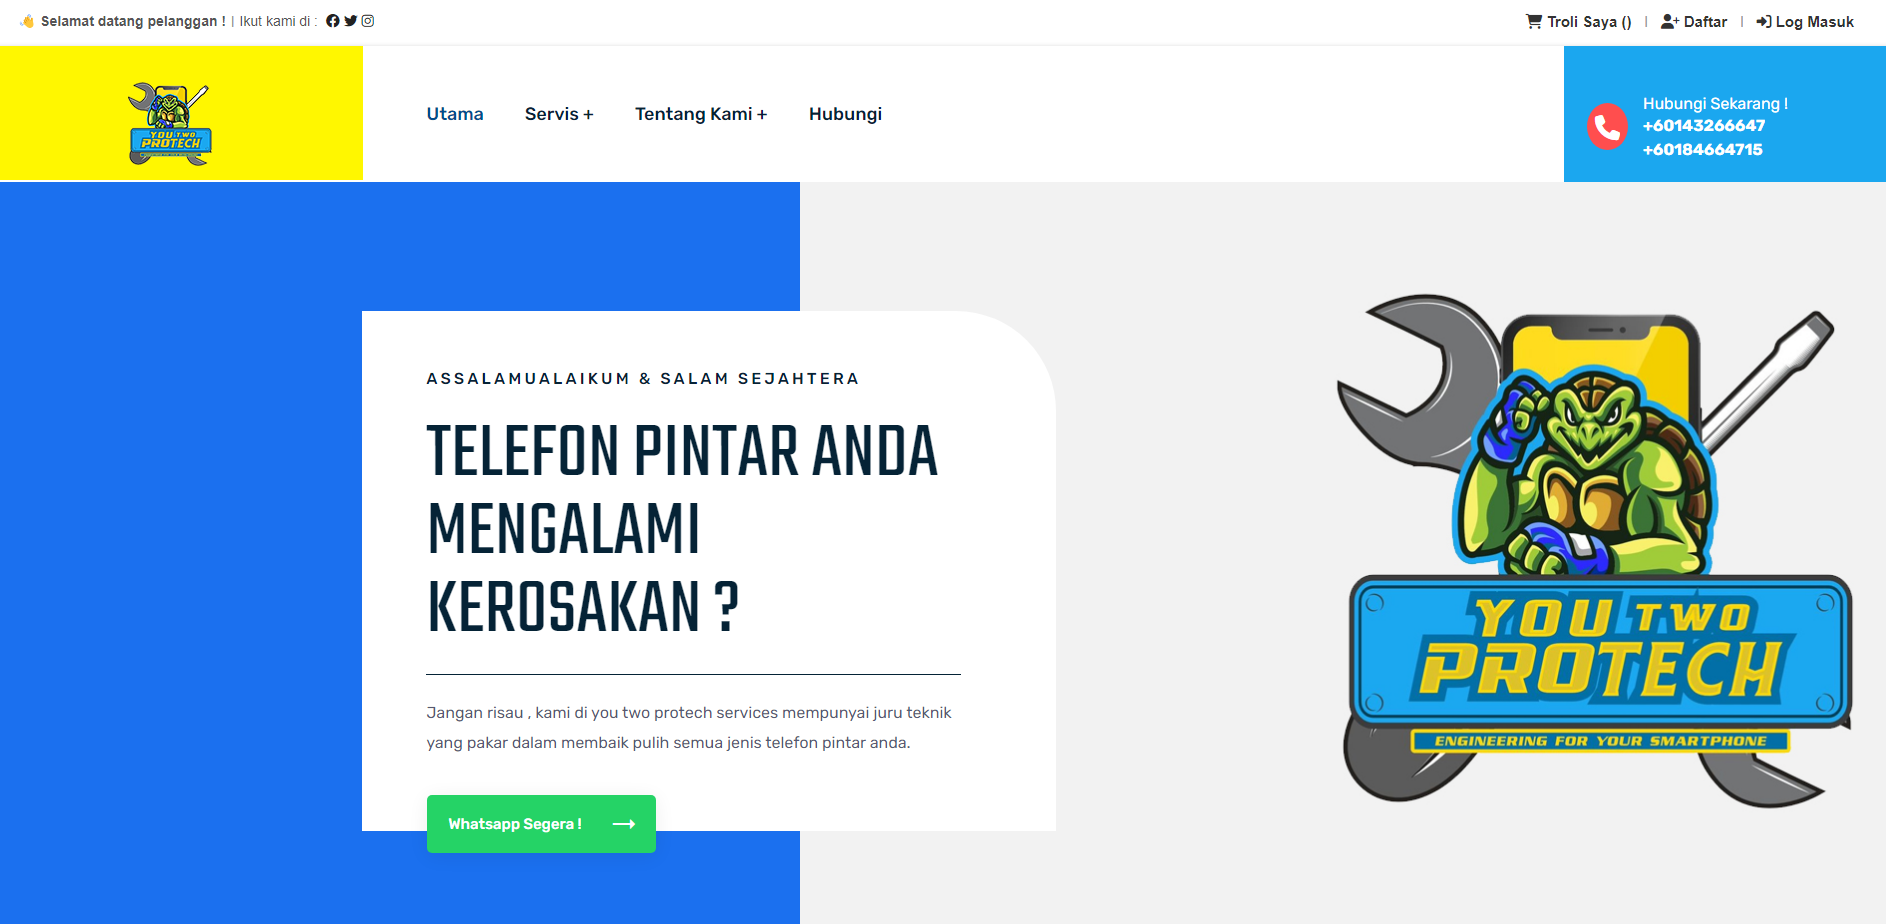 Selamat datang pelanggan ! | Ikut kami di :
Troli Saya () | Daftar | Log Masuk
YOU TWO
PROTECH
Utama Servis + Tentang Kami + Hubungi
Hubungi Sekarang !
+60143266647
+60184664715
ASSALAMUALAIKUM & SALAM SEJAHTERA
TELEFON PINTAR ANDA
MENGALAMI
KEROSAKAN ?
Jangan risau , kami di you two protech services mempunyai juru teknik
yang pakar dalam membaik pulih semua jenis telefon pintar anda.
Whatsapp Segera !
YOU TWO
PROTECH
ENGINEERING FOR YOUR SMARTPHONE